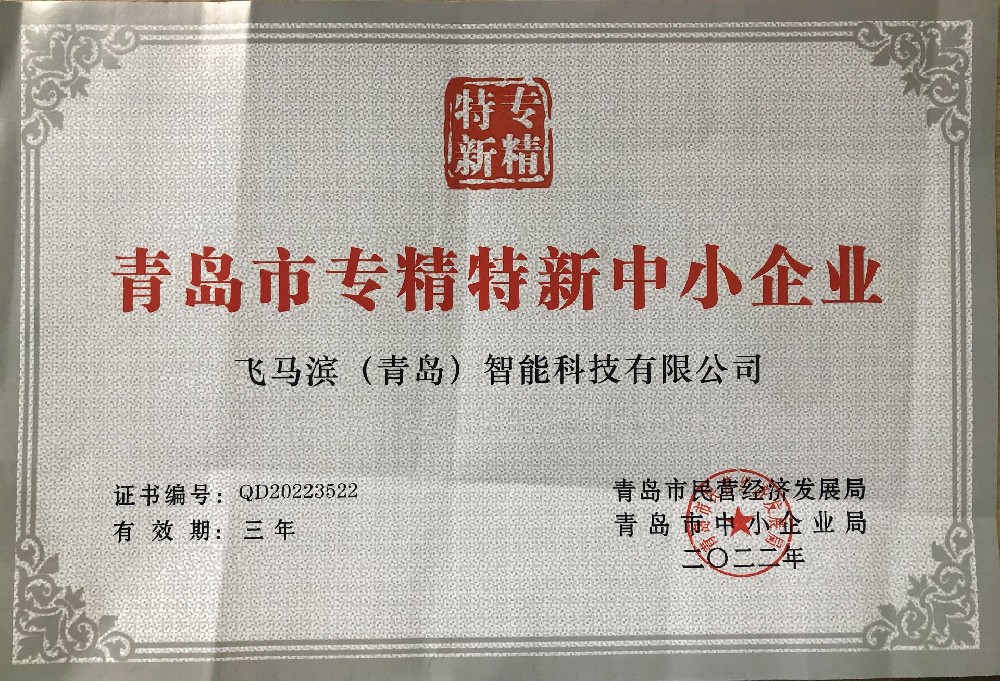 专精
特新
青岛市专精特新中小企业
飞马滨（青岛）智能科技有限公司
证书编号：QD20223522
有效期：三年
青岛市民营经济发展局
青岛市中小企业局
二〇二二年